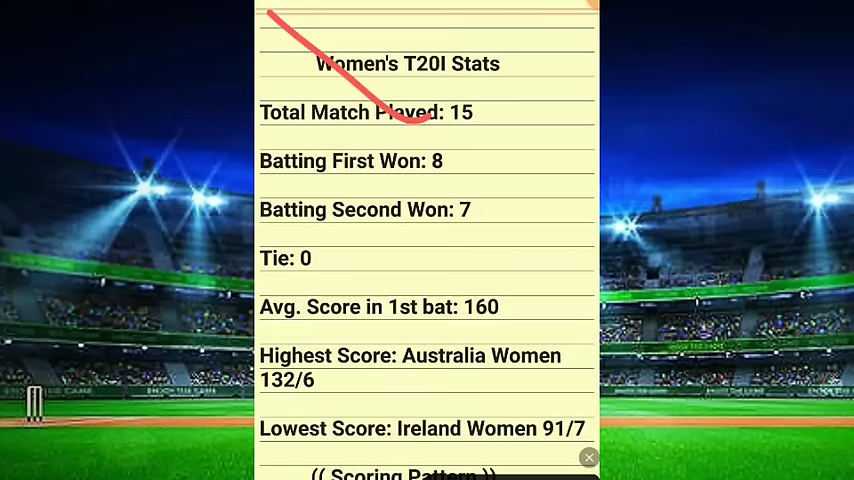 Women's T20I Stats
Total Match Played: 15
Batting First Won: 8
Batting Second Won: 7
Tie: 0
Avg. Score in 1st bat: 160
Highest Score: Australia Women
132/6
Lowest Score: Ireland Women 91/7
(( Scoring Pattern ))